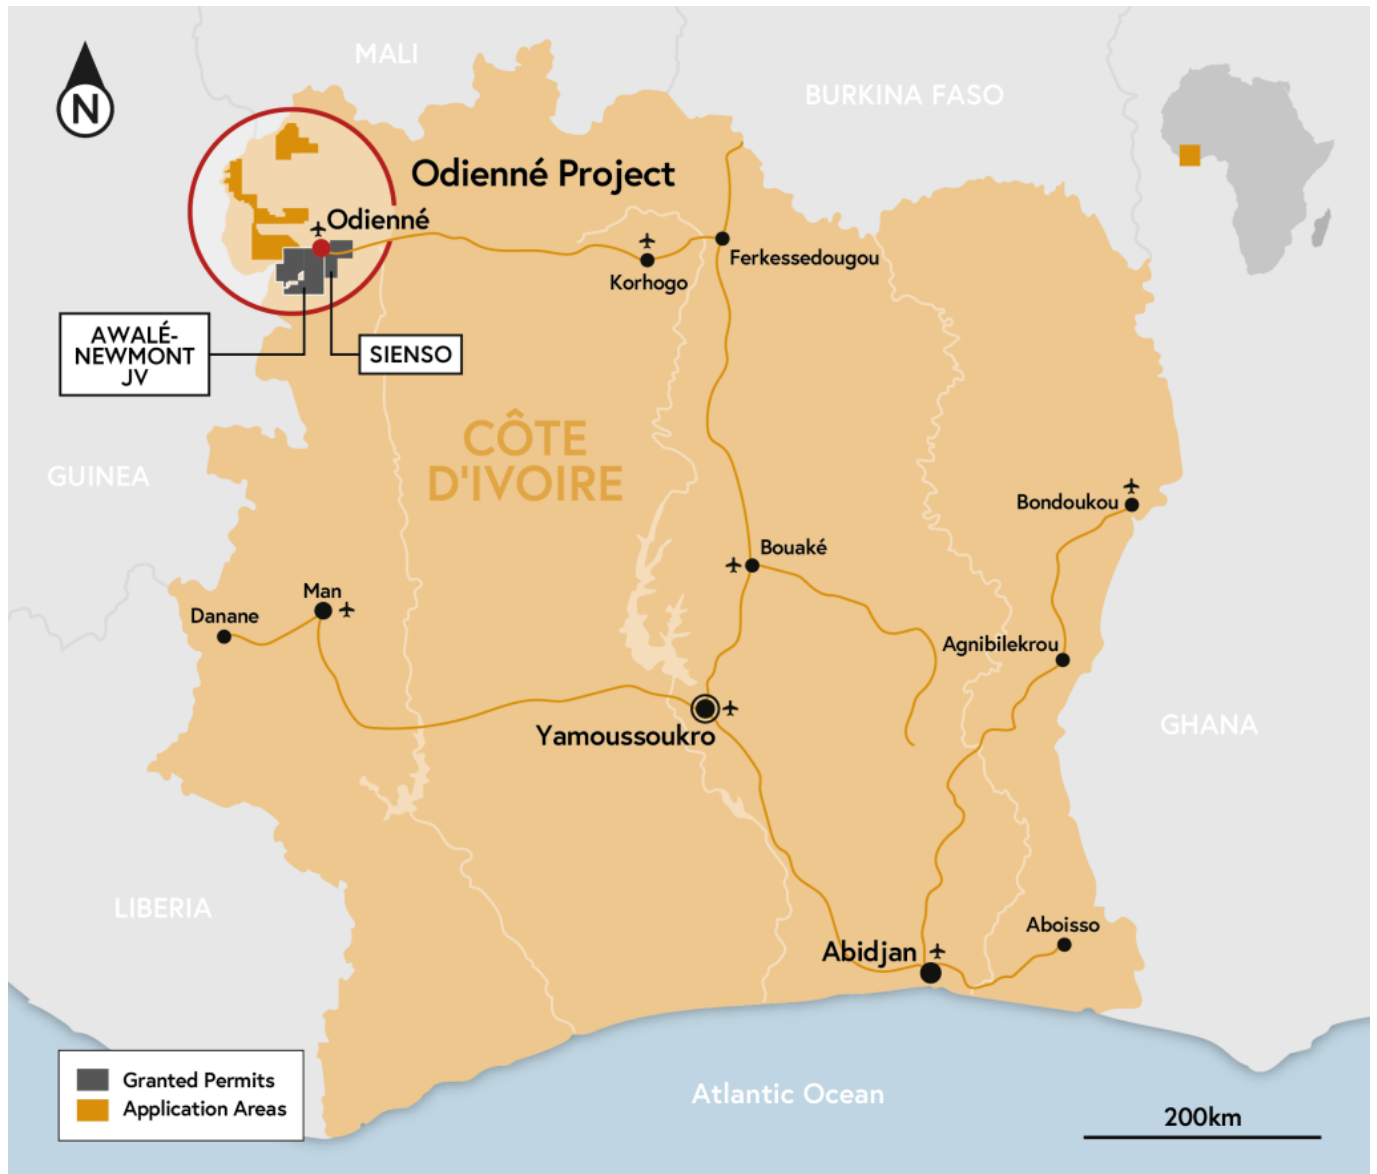 MALI
BURKINA FASO
N
Odienné Project
Odienné
Ferkessedougou
Korhogo
AWALÉ-
NEWMONT
JV
SIENSO
CÔTE
D'IVOIRE
GUINEA
Bondoukou
Bouaké
Man
Danane
Agnibilekrou
GHANA
Yamoussoukro
LIBERIA
Aboisso
Abidjan
Granted Permits
Application Areas
Atlantic Ocean
200km